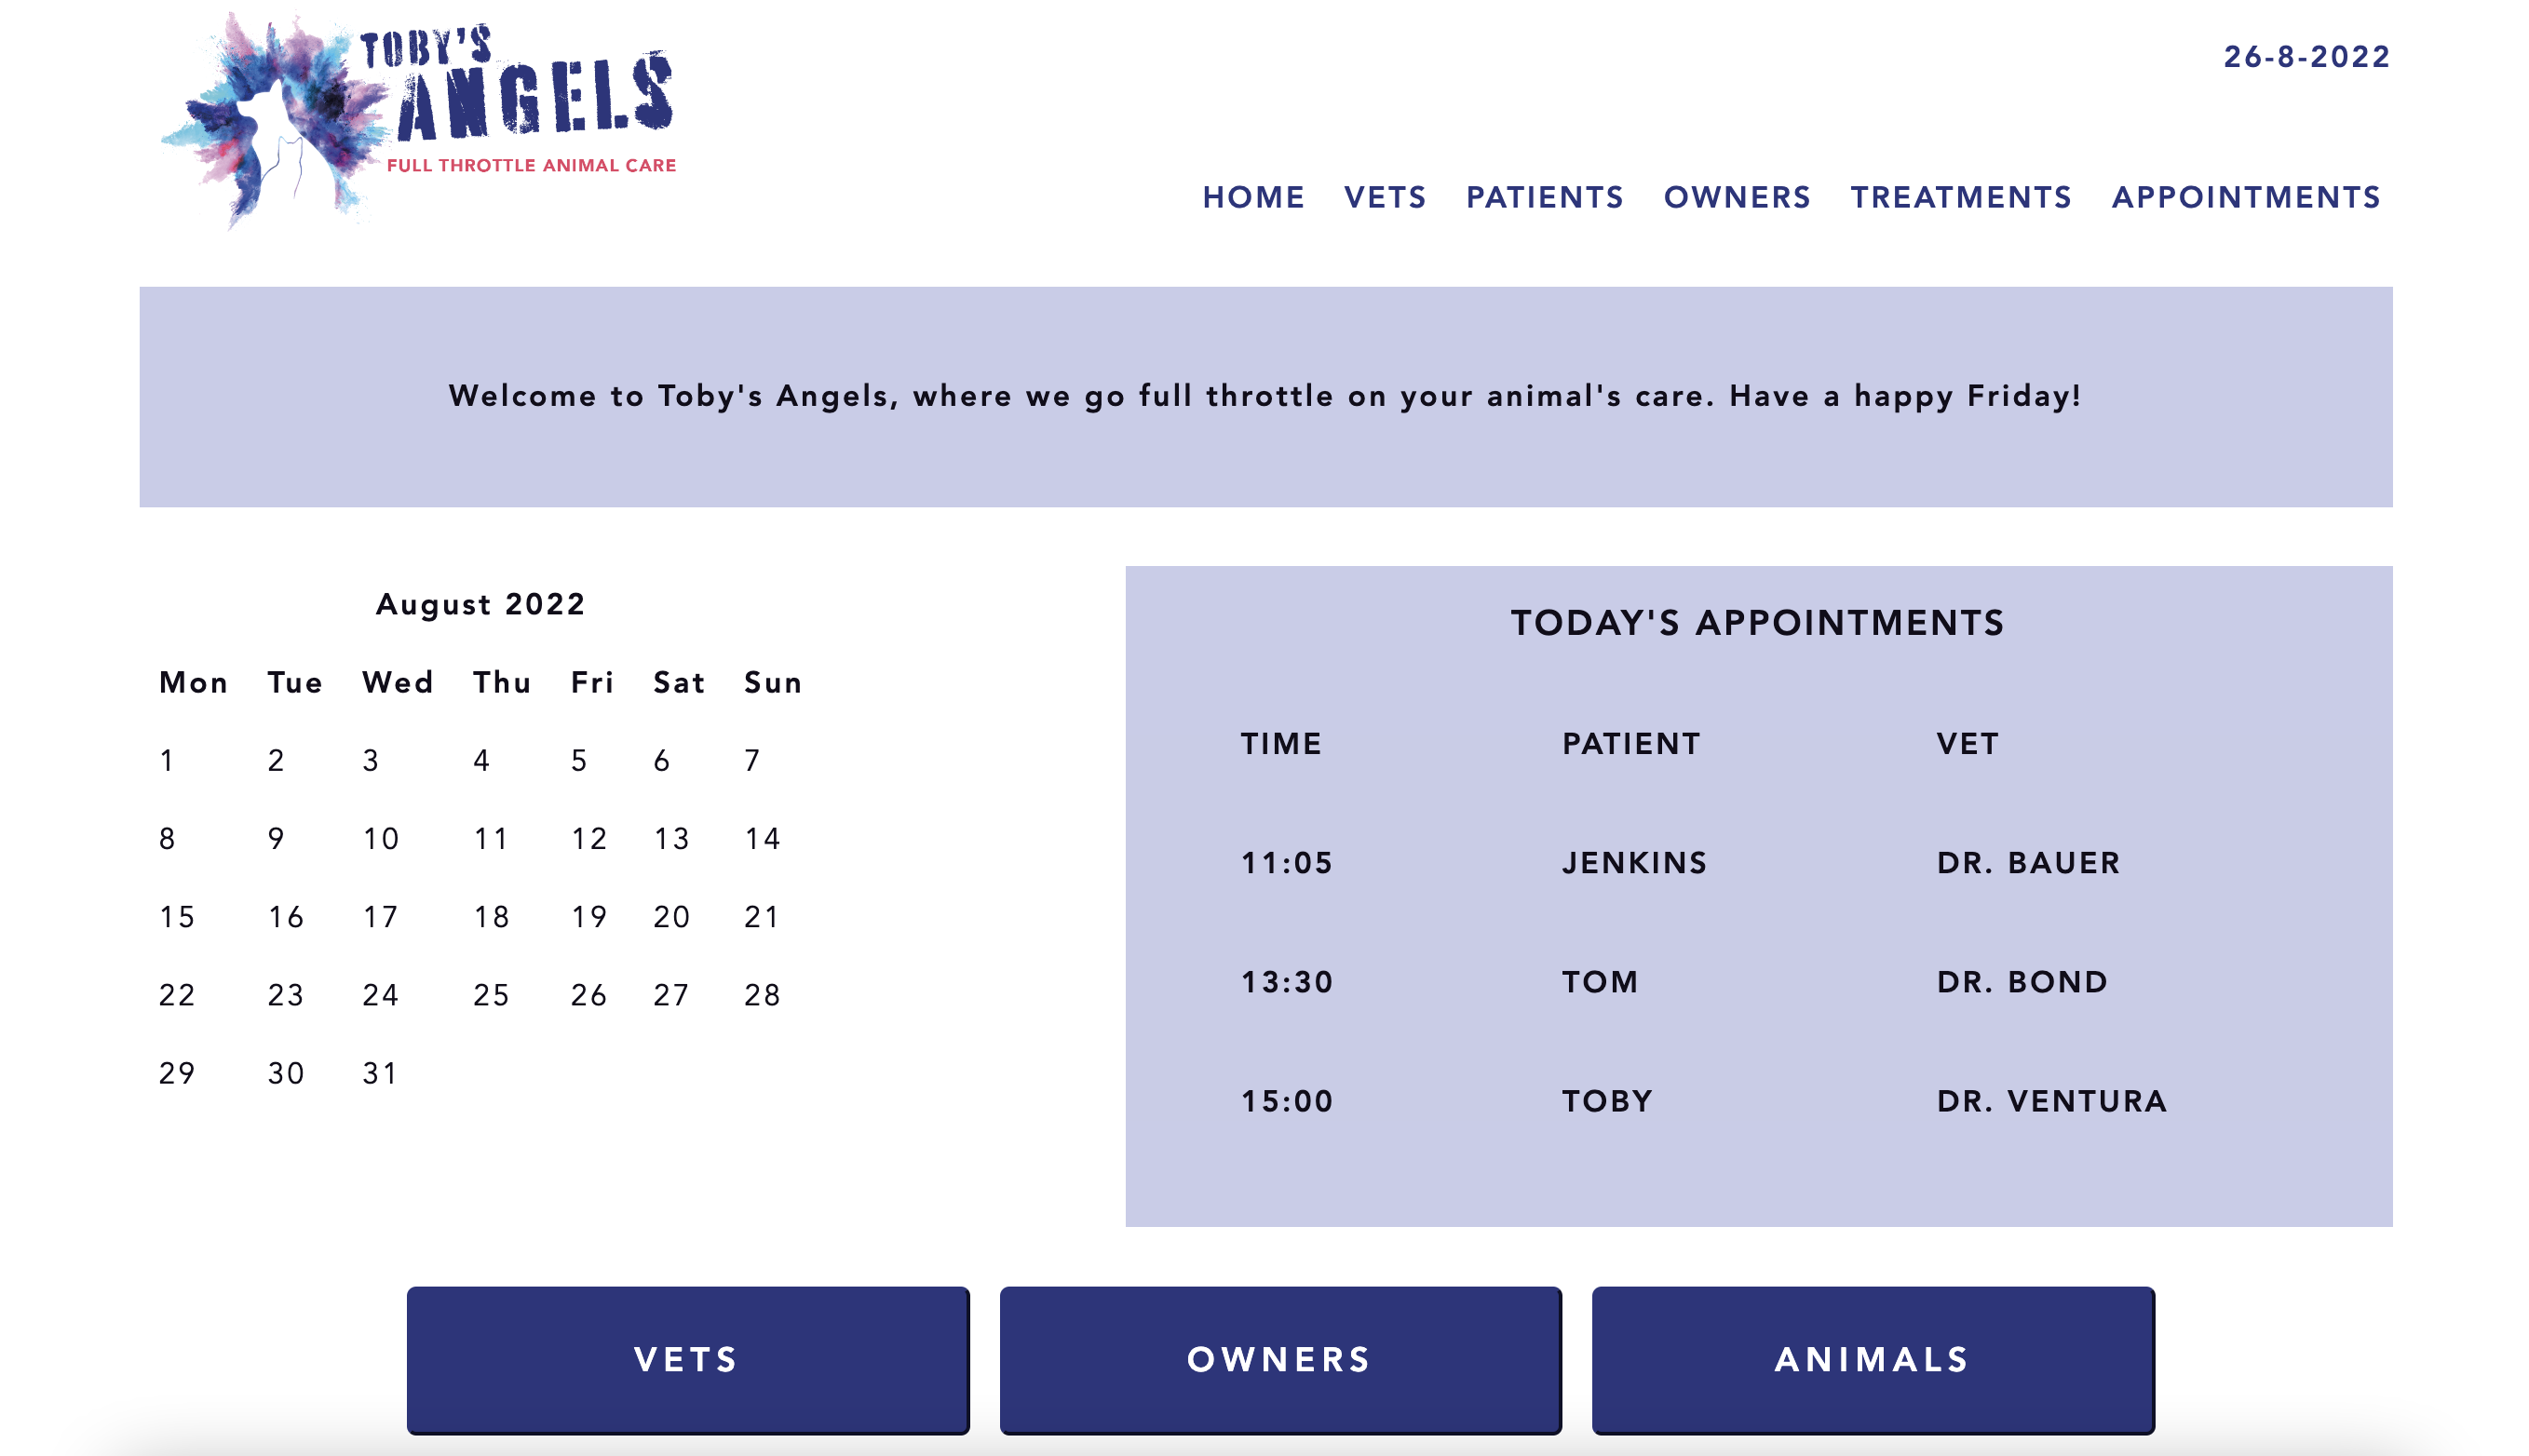 TOBY'S
ANGELS
FULL THROTTLE ANIMAL CARE
26-8-2022
HOME VETS PATIENTS OWNERS TREATMENTS APPOINTMENTS
Welcome to Toby's Angels, where we go full throttle on your animal's care. Have a happy Friday!
August 2022
Mon Tue Wed Thu Fri Sat Sun
1 2 3 4 5 6 7
8 9 10 11 12 13 14
15 16 17 18 19 20 21
22 23 24 25 26 27 28
29 30 31
TODAY'S APPOINTMENTS
TIME PATIENT VET
11:05 JENKINS DR. BAUER
13:30 TOM DR. BOND
15:00 TOBY DR. VENTURA
VETS OWNERS ANIMALS